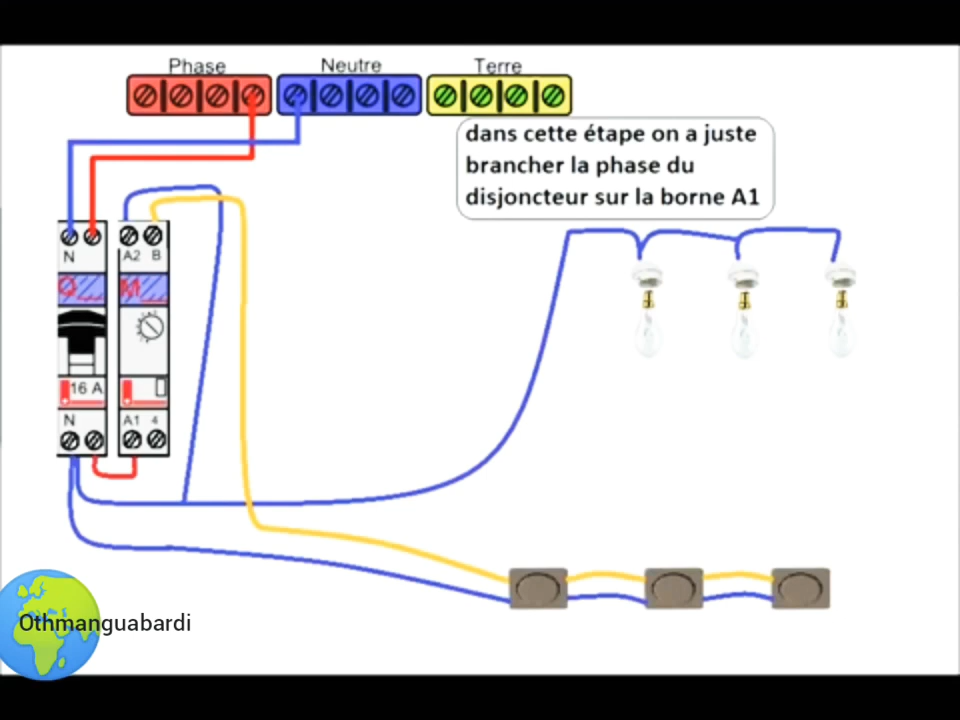 Phase Neutre Terre
dans cette étape on a juste
brancher la phase du
disjoncteur sur la borne A1
N A2 B
Q M
16 A
N A1 4
Othmanguabardi